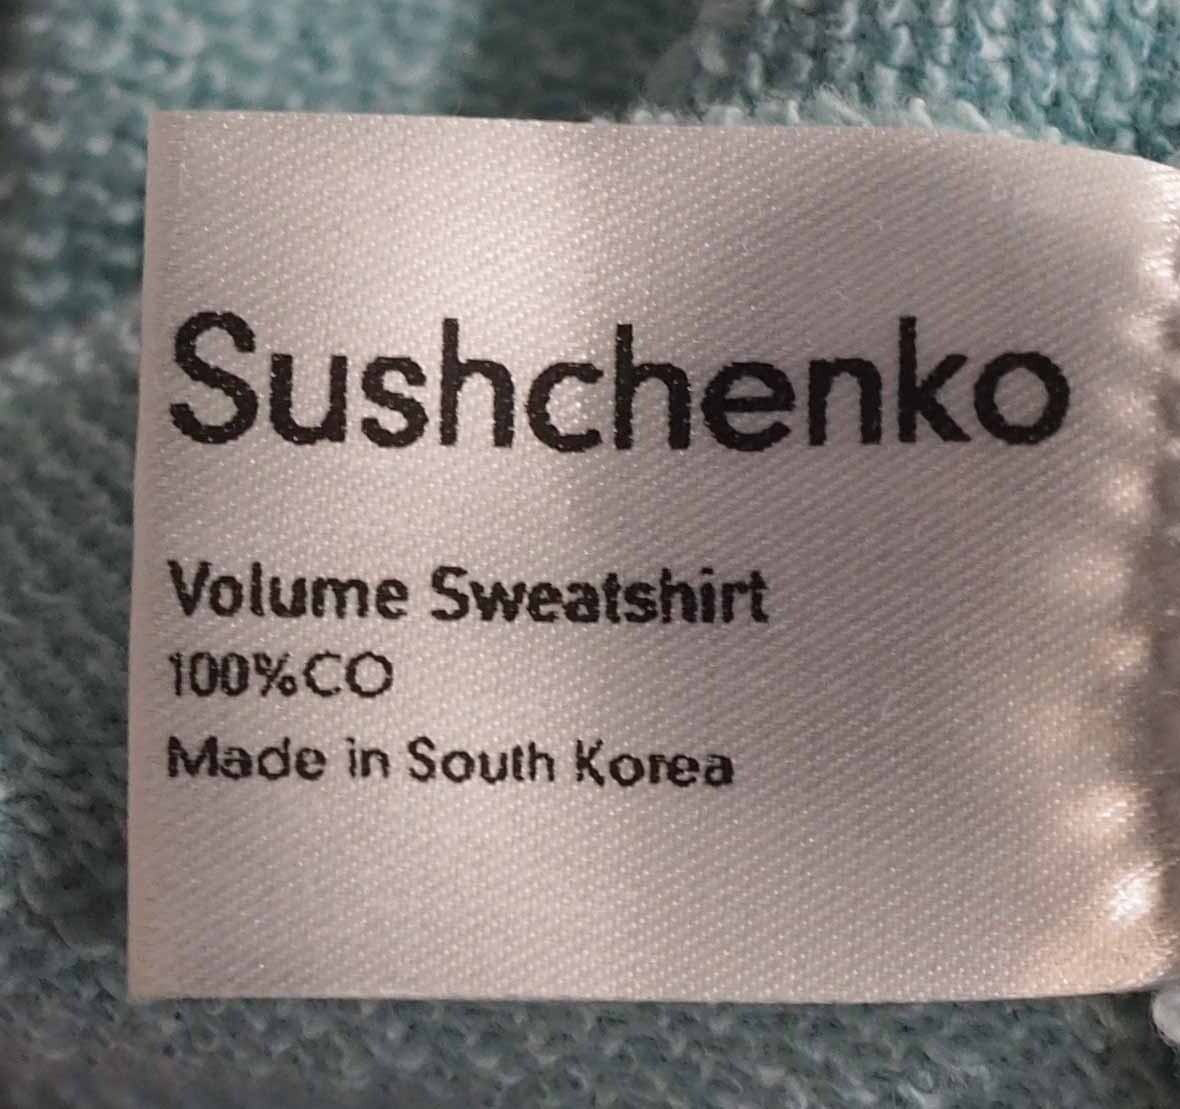 Sushchenko
Volume Sweatshirt
100%CO
Made in South Korea